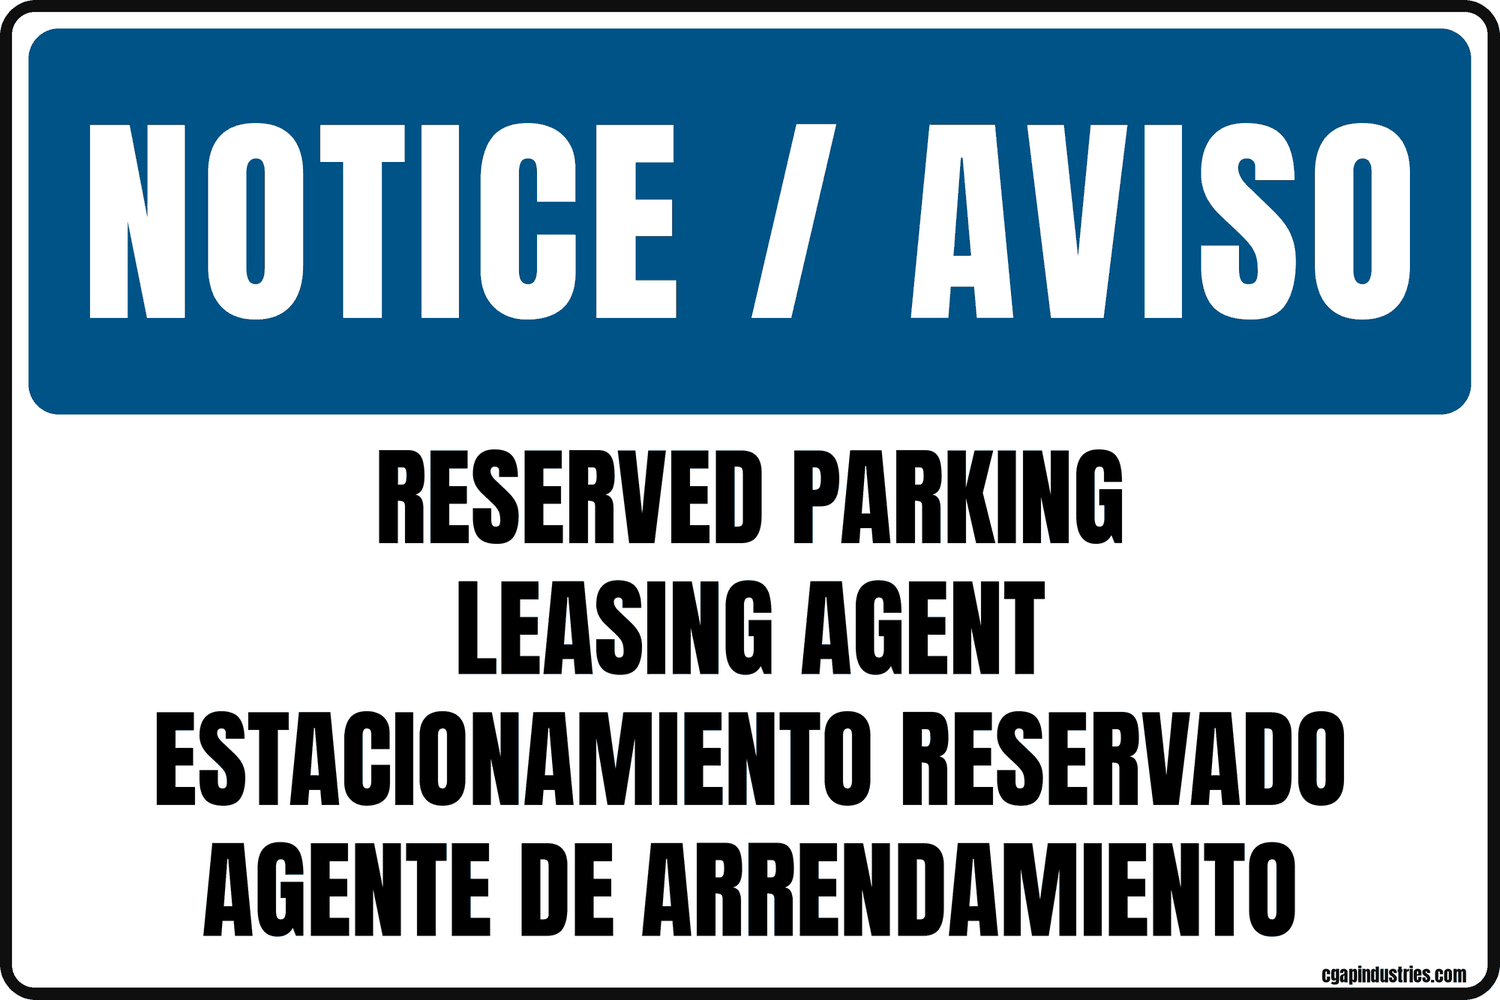 NOTICE / AVISO
RESERVED PARKING
LEASING AGENT
ESTACIONAMIENTO RESERVADO
AGENTE DE ARRENDAMIENTO
cgapindustries.com